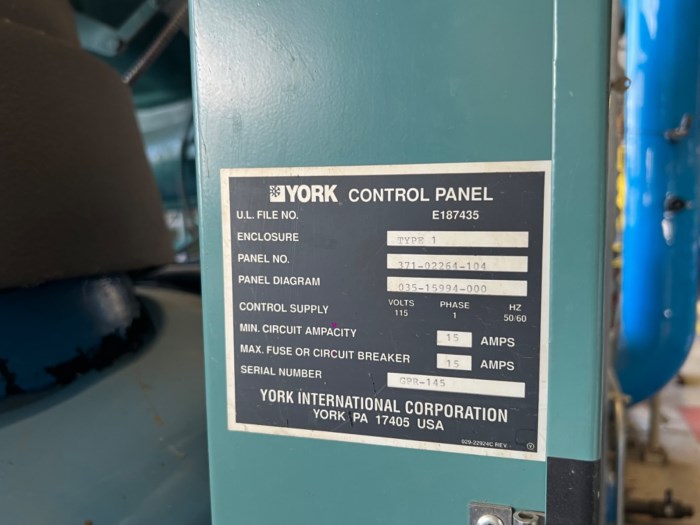 YORK CONTROL PANEL
U.L. FILE NO. E187435
ENCLOSURE TYPE 1
PANEL NO. 371-02264-104
PANEL DIAGRAM 035-15994-000
CONTROL SUPPLY VOLTS 115 PHASE 1 HZ 50/60
MIN. CIRCUIT AMPACITY 15 AMPS
MAX. FUSE OR CIRCUIT BREAKER 15 AMPS
SERIAL NUMBER GPR-145
YORK INTERNATIONAL CORPORATION
YORK PA 17405 USA
REV.